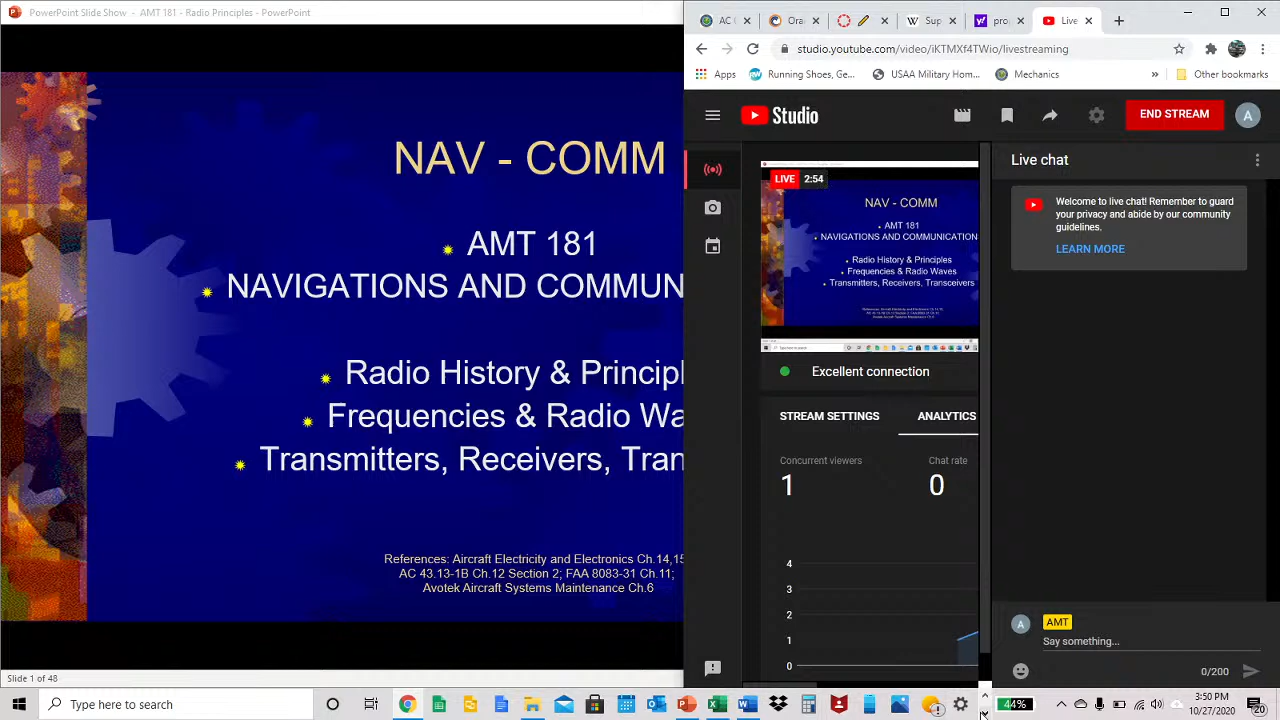 PowerPoint Slide Show - AMT 181 - Radio Principles - PowerPoint
NAV - COMM
AMT 181
NAVIGATIONS AND COMMUN
Radio History & Principl
Frequencies & Radio Wa
Transmitters, Receivers, Tran
References: Aircraft Electricity and Electronics Ch.14,15
AC 43.13-1B Ch.12 Section 2; FAA 8083-31 Ch.11;
Avotek Aircraft Systems Maintenance Ch.6
Slide 1 of 48
AC
Ora
Sup
pro
Live
studio.youtube.com/video/iKTMXf4TWio/livestreaming
Apps
Running Shoes, Ge...
USAA Military Hom...
Mechanics
»
Other bookmarks
Studio
END STREAM
A
LIVE 2:54
NAV - COMM
AMT 181
NAVIGATIONS AND COMMUNICATION
Radio History & Principles
Frequencies & Radio Waves
Transmitters, Receivers, Transceivers
Excellent connection
STREAM SETTINGS
ANALYTICS
Concurrent viewers
Chat rate
1
0
4
3
2
1
0
Live chat
Welcome to live chat! Remember to guard
your privacy and abide by our community
guidelines.
LEARN MORE
A
AMT
Say something...
0/200
Type here to search
44%
3:50 PM
10/27/2020
20